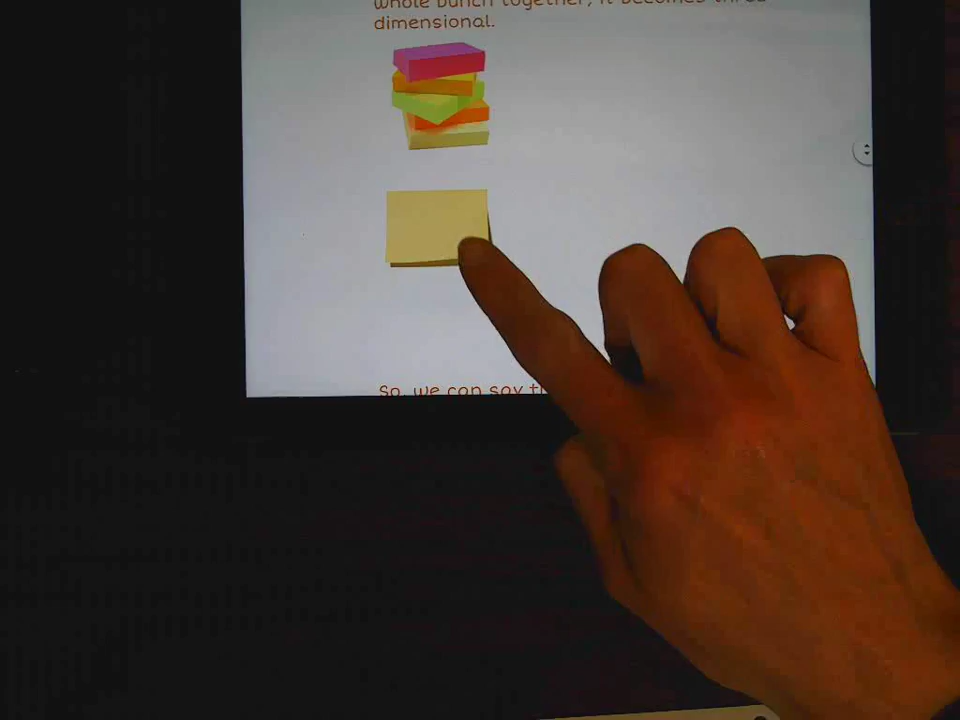 whole bunch together, it becomes three
dimensional.
So, we can say